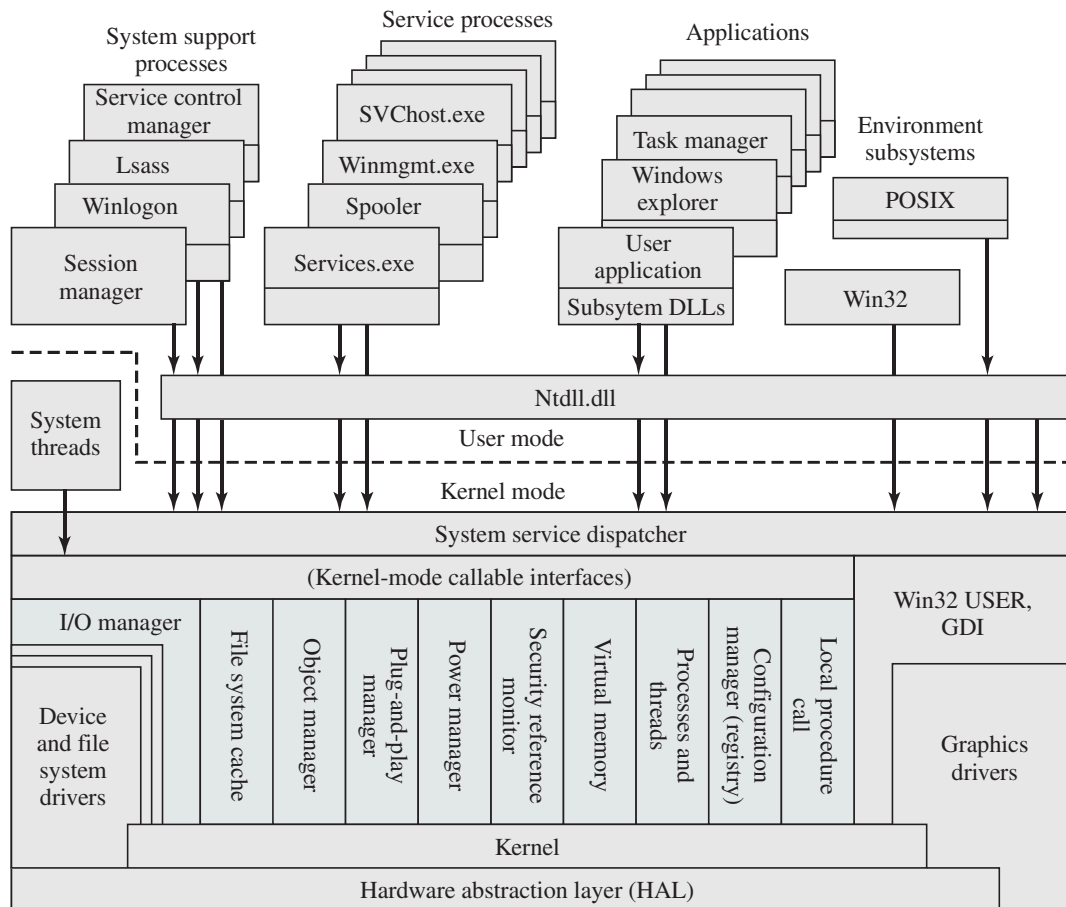 Service processes
System support
processes
Applications
Service control
manager
SVChost.exe
Task manager
Environment
subsystems
Lsass
Winmgmt.exe
Windows
explorer
Winlogon
Spooler
POSIX
Session
manager
Services.exe
User
application
Subsytem DLLs
Win32
System
threads
Ntdll.dll
User mode
Kernel mode
System service dispatcher
(Kernel-mode callable interfaces)
Win32 USER,
GDI
I/O manager
Device
and file
system
drivers
File system cache
Object manager
Plug-and-play
manager
Power manager
Security reference
monitor
Virtual memory
Processes and
threads
Configuration
manager (registry)
Local procedure
call
Graphics
drivers
Kernel
Hardware abstraction layer (HAL)